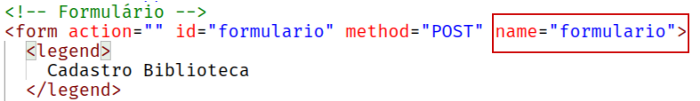 <!-- Formulário -->
<form action="" id="formulario" method="POST" name="formulario">
<legend>
Cadastro Biblioteca
</legend>